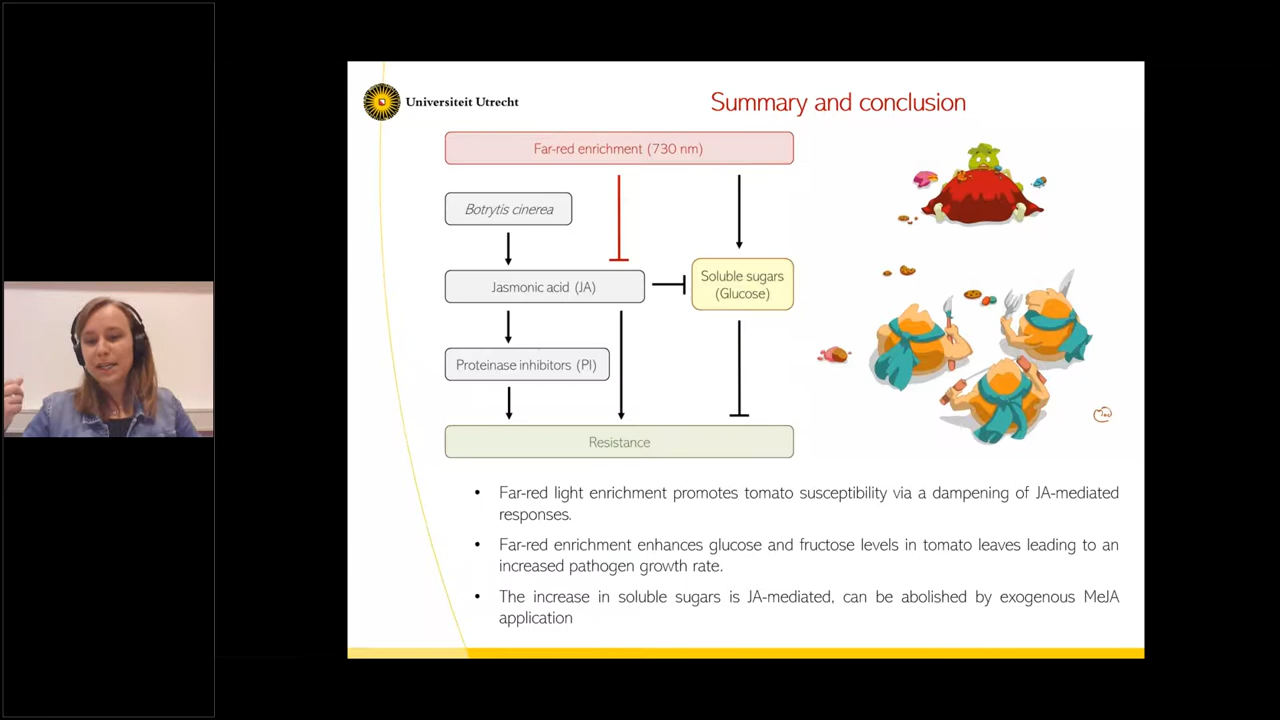 Universiteit Utrecht
Summary and conclusion
Far-red enrichment (730 nm)
Botrytis cinerea
Jasmonic acid (JA)
Soluble sugars
(Glucose)
Proteinase inhibitors (PI)
Resistance
• Far-red light enrichment promotes tomato susceptibility via a dampening of JA-mediated
responses.
• Far-red enrichment enhances glucose and fructose levels in tomato leaves leading to an
increased pathogen growth rate.
• The increase in soluble sugars is JA-mediated, can be abolished by exogenous MeJA
application